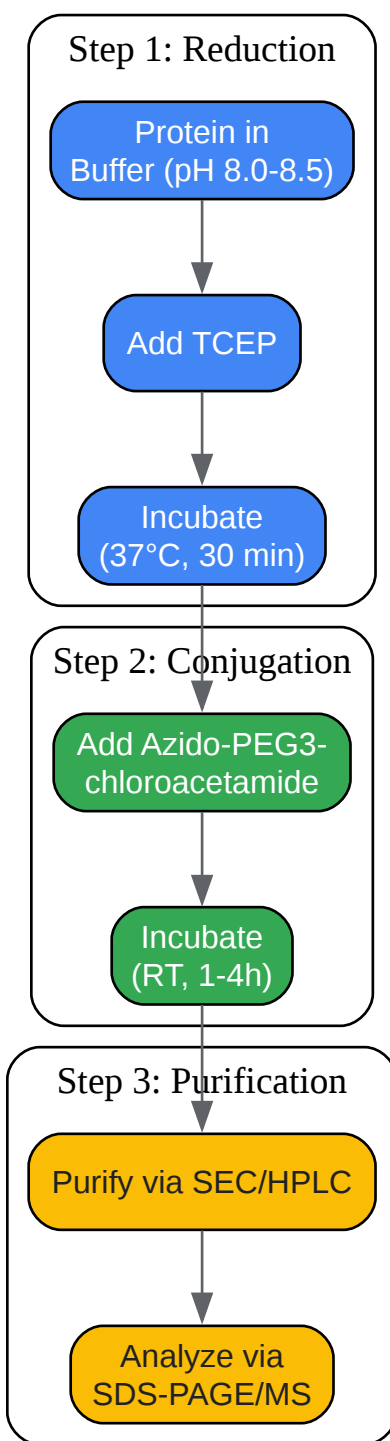 Step 1: Reduction
Protein in
Buffer (pH 8.0-8.5)
Add TCEP
Incubate
(37°C, 30 min)
Step 2: Conjugation
Add Azido-PEG3-
chloroacetamide
Incubate
(RT, 1-4h)
Step 3: Purification
Purify via SEC/HPLC
Analyze via
SDS-PAGE/MS